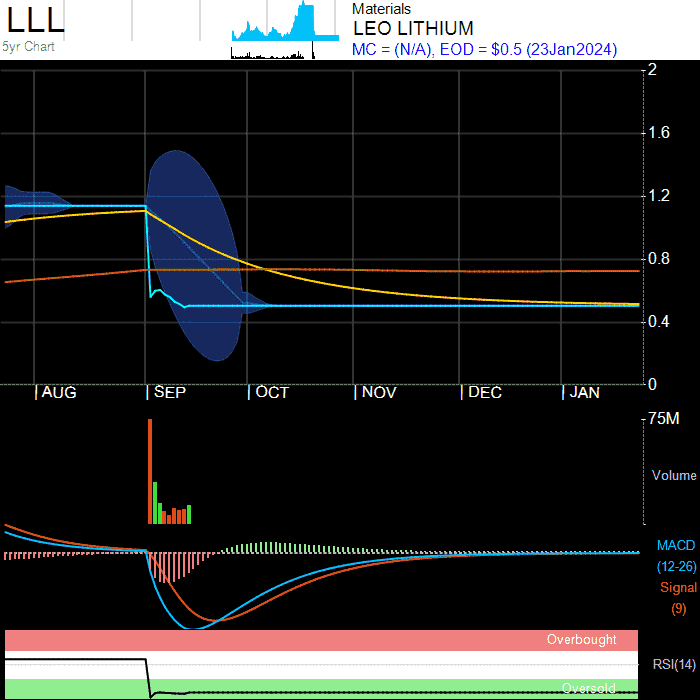 LLL
5yr Chart
Materials
LEO LITHIUM
MC = (N/A), EOD = $0.5 (23Jan2024)
2
1.6
1.2
0.8
0.4
0
| AUG
| SEP
| OCT
| NOV
| DEC
| JAN
75M
Volume
MACD
(12-26)
Signal
(9)
Overbought
RSI(14)
Oversold